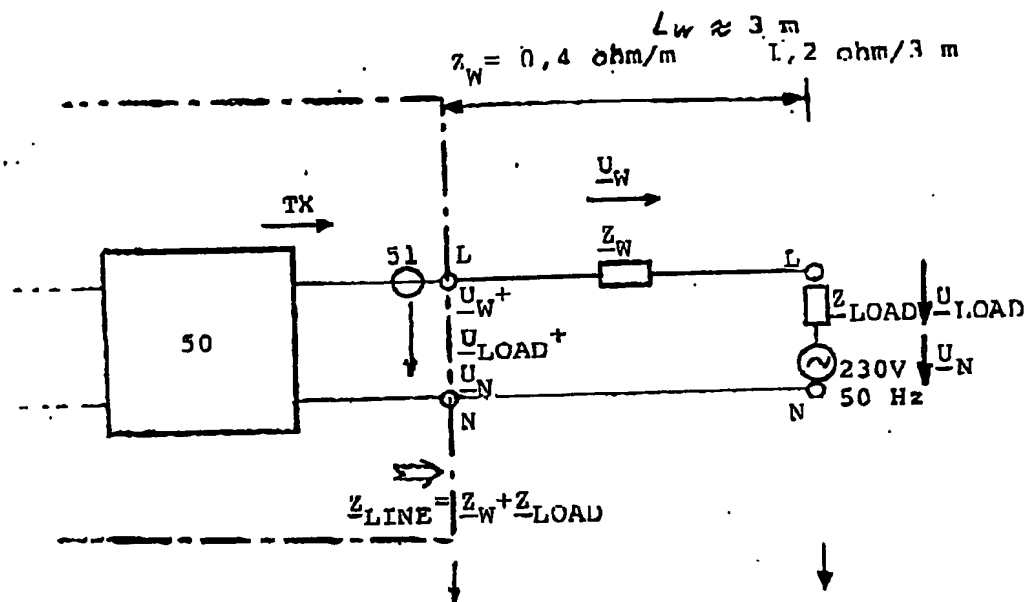 Lw ≈ 3 m
Z_W = 0,4 ohm/m 1,2 ohm/3 m
U_W
TX
Z_W
51 L
L
U_W+
Z_LOAD U_LOAD
50
U_LOAD+
U_N
230V U_N
50 Hz
N
N
Z_LINE = Z_W+Z_LOAD